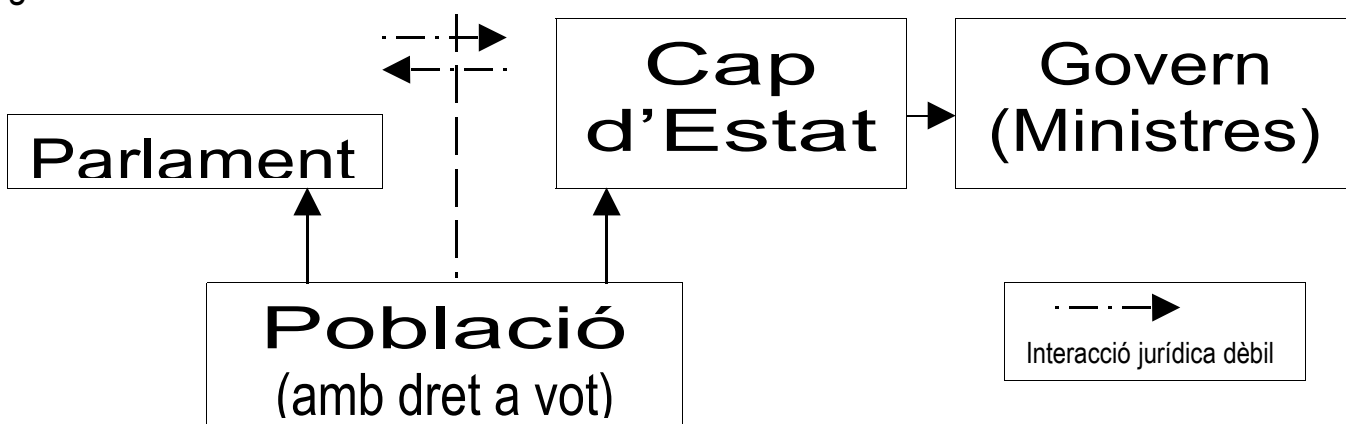 Parlament
Cap
d'Estat
Govern
(Ministres)
Població
(amb dret a vot)
Interacció jurídica dèbil